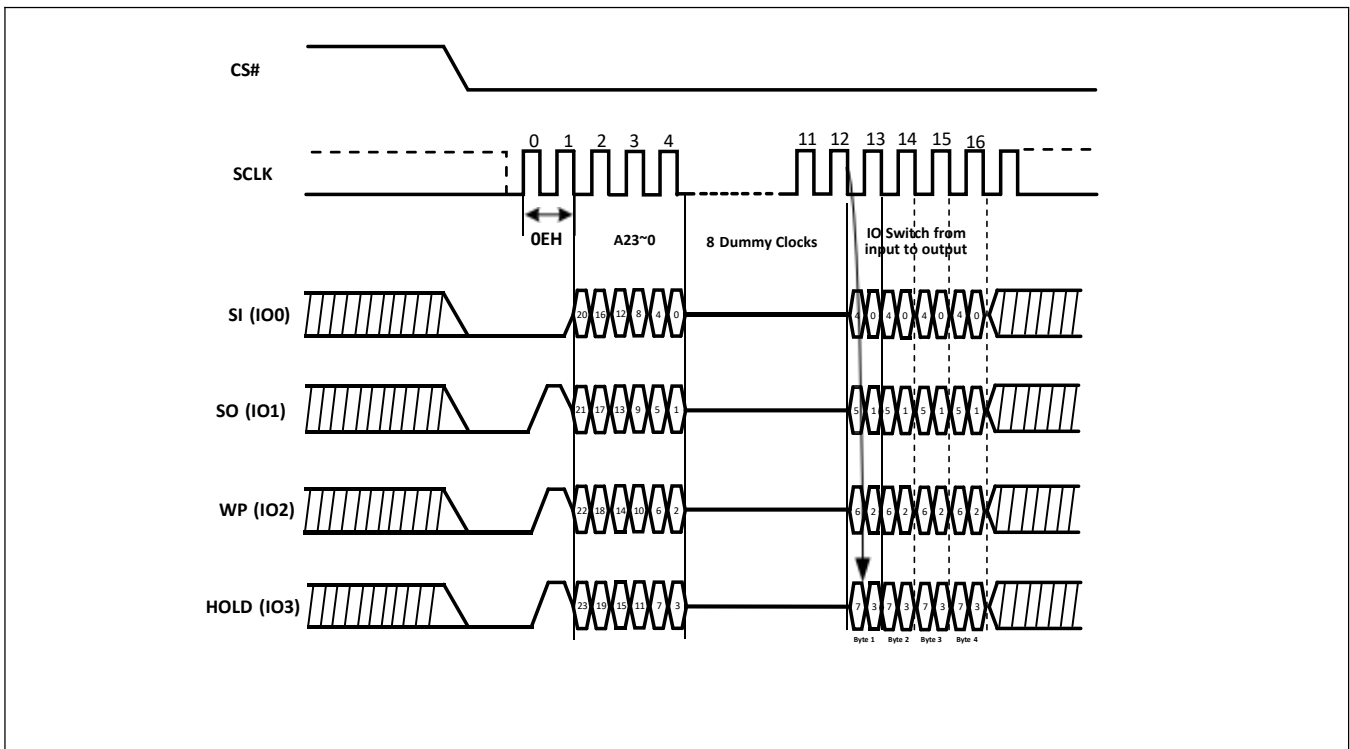 CS#
0 1 2 3 4 11 12 13 14 15 16
SCLK
0EH A23~0 8 Dummy Clocks IO Switch from
input to output
SI (IO0) 20 16 12 8 4 0 4 0 4 0 4 0 4 0
SO (IO1) 21 17 13 9 5 1 5 1 5 1 5 1 5 1
WP (IO2) 22 18 14 10 6 2 6 2 6 2 6 2 6 2
HOLD (IO3) 23 19 15 11 7 3 7 3 7 3 7 3 7 3
Byte 1 Byte 2 Byte 3 Byte 4